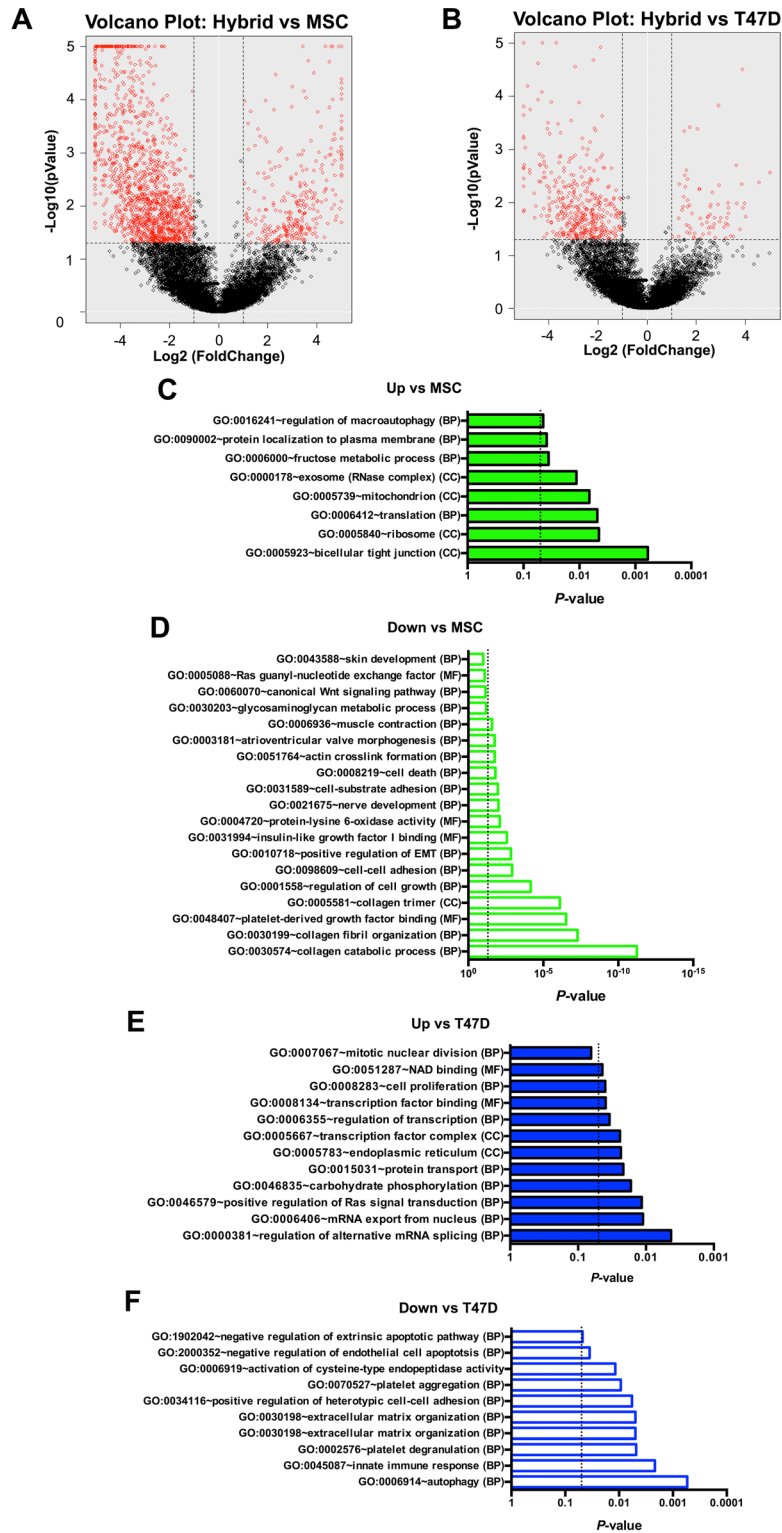 A
Volcano Plot: Hybrid vs MSC
5
4
3
2
1
0
-Log10(pValue)
-4
-2
0
2
4
Log2 (FoldChange)
B
Volcano Plot: Hybrid vs T47D
5
4
3
2
1
0
-Log10(pValue)
-4
-2
0
2
4
Log2 (FoldChange)
C
Up vs MSC
GO:0016241~regulation of macroautophagy (BP)
GO:0090002~protein localization to plasma membrane (BP)
GO:0006000~fructose metabolic process (BP)
GO:0000178~exosome (RNase complex) (CC)
GO:0005739~mitochondrion (CC)
GO:0006412~translation (BP)
GO:0005840~ribosome (CC)
GO:0005923~bicellular tight junction (CC)
1 0.1 0.01 0.001 0.0001
P-value
D
Down vs MSC
GO:0043588~skin development (BP)
GO:0005088~Ras guanyl-nucleotide exchange factor (MF)
GO:0060070~canonical Wnt signaling pathway (BP)
GO:0030203~glycosaminoglycan metabolic process (BP)
GO:0006936~muscle contraction (BP)
GO:0003181~atrioventricular valve morphogenesis (BP)
GO:0051764~actin crosslink formation (BP)
GO:0008219~cell death (BP)
GO:0031589~cell-substrate adhesion (BP)
GO:0021675~nerve development (BP)
GO:0004720~protein-lysine 6-oxidase activity (MF)
GO:0031994~insulin-like growth factor I binding (MF)
GO:0010718~positive regulation of EMT (BP)
GO:0098609~cell-cell adhesion (BP)
GO:0001558~regulation of cell growth (BP)
GO:0005581~collagen trimer (CC)
GO:0048407~platelet-derived growth factor binding (MF)
GO:0030199~collagen fibril organization (BP)
GO:0030574~collagen catabolic process (BP)
10⁰ 10⁻⁵ 10⁻¹⁰ 10⁻¹⁵
P-value
E
Up vs T47D
GO:0007067~mitotic nuclear division (BP)
GO:0051287~NAD binding (MF)
GO:0008283~cell proliferation (BP)
GO:0008134~transcription factor binding (MF)
GO:0006355~regulation of transcription (BP)
GO:0005667~transcription factor complex (CC)
GO:0005783~endoplasmic reticulum (CC)
GO:0015031~protein transport (BP)
GO:0046835~carbohydrate phosphorylation (BP)
GO:0046579~positive regulation of Ras signal transduction (BP)
GO:0006406~mRNA export from nucleus (BP)
GO:0000381~regulation of alternative mRNA splicing (BP)
1 0.1 0.01 0.001
P-value
F
Down vs T47D
GO:1902042~negative regulation of extrinsic apoptotic pathway (BP)
GO:2000352~negative regulation of endothelial cell apoptotsis (BP)
GO:0006919~activation of cysteine-type endopeptidase activity
GO:0070527~platelet aggregation (BP)
GO:0034116~positive regulation of heterotypic cell-cell adhesion (BP)
GO:0030198~extracellular matrix organization (BP)
GO:0030198~extracellular matrix organization (BP)
GO:0002576~platelet degranulation (BP)
GO:0045087~innate immune response (BP)
GO:0006914~autophagy (BP)
1 0.1 0.01 0.001 0.0001
P-value